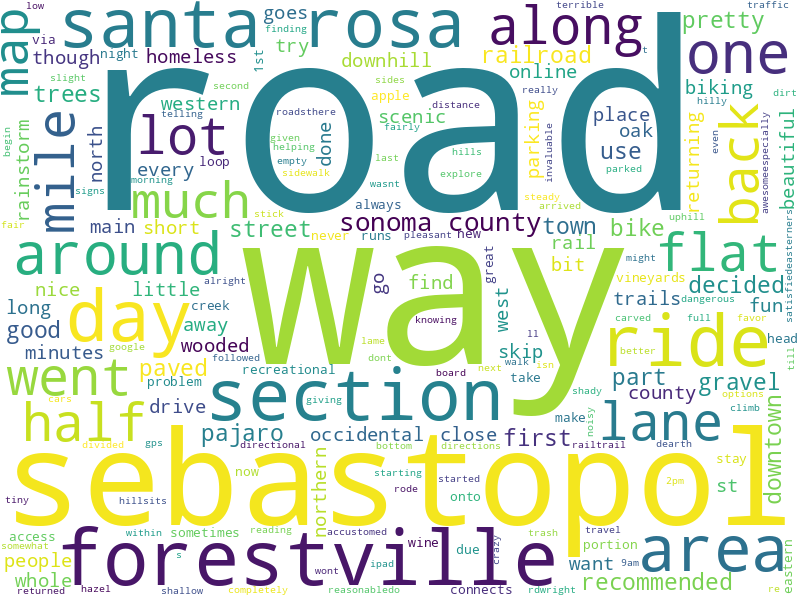 low via goes 1st finding terrible traffic
santa rosa along one
map though night homeless try downhill railroad online pretty
trees western road scenic biking hilly dirt
slight second sides t really
rainstorm north telling lot done roadsthere distance apple parking place oak use returning beautiful
mile every loop given fairly helping empty last hills invaluable even
begin signs morning sidewalk wasnt explore steady parked back awesomeespecially
much stick always arrived uphill
main short street sonoma county town bike
fair around never runs pleasant new rail flat might satisfiedeasterners
nice little alright way go find great bit vineyards decided
long day creek knowing west trails dangerous fun
good away google wooded lame ll carved full favor head
minutes followed dont walk isn skip ride better till
went paved problem recreational board next take part gravel options
cars drive giving section shady make county climb
half pajaro occidental close first lane noisy downtown
divided gps directional bottom directions railtrail dearth
sebastopol now starting started northern 2pm stay
tiny hillsits rode onto st
access within sometimes accustomed trash travel portion area
somewhat forestville reading wine due crazy want
people s wont ipad connects 9am eastern
whole hazel shallow completely reasonabledo rdwright recommended re
returned